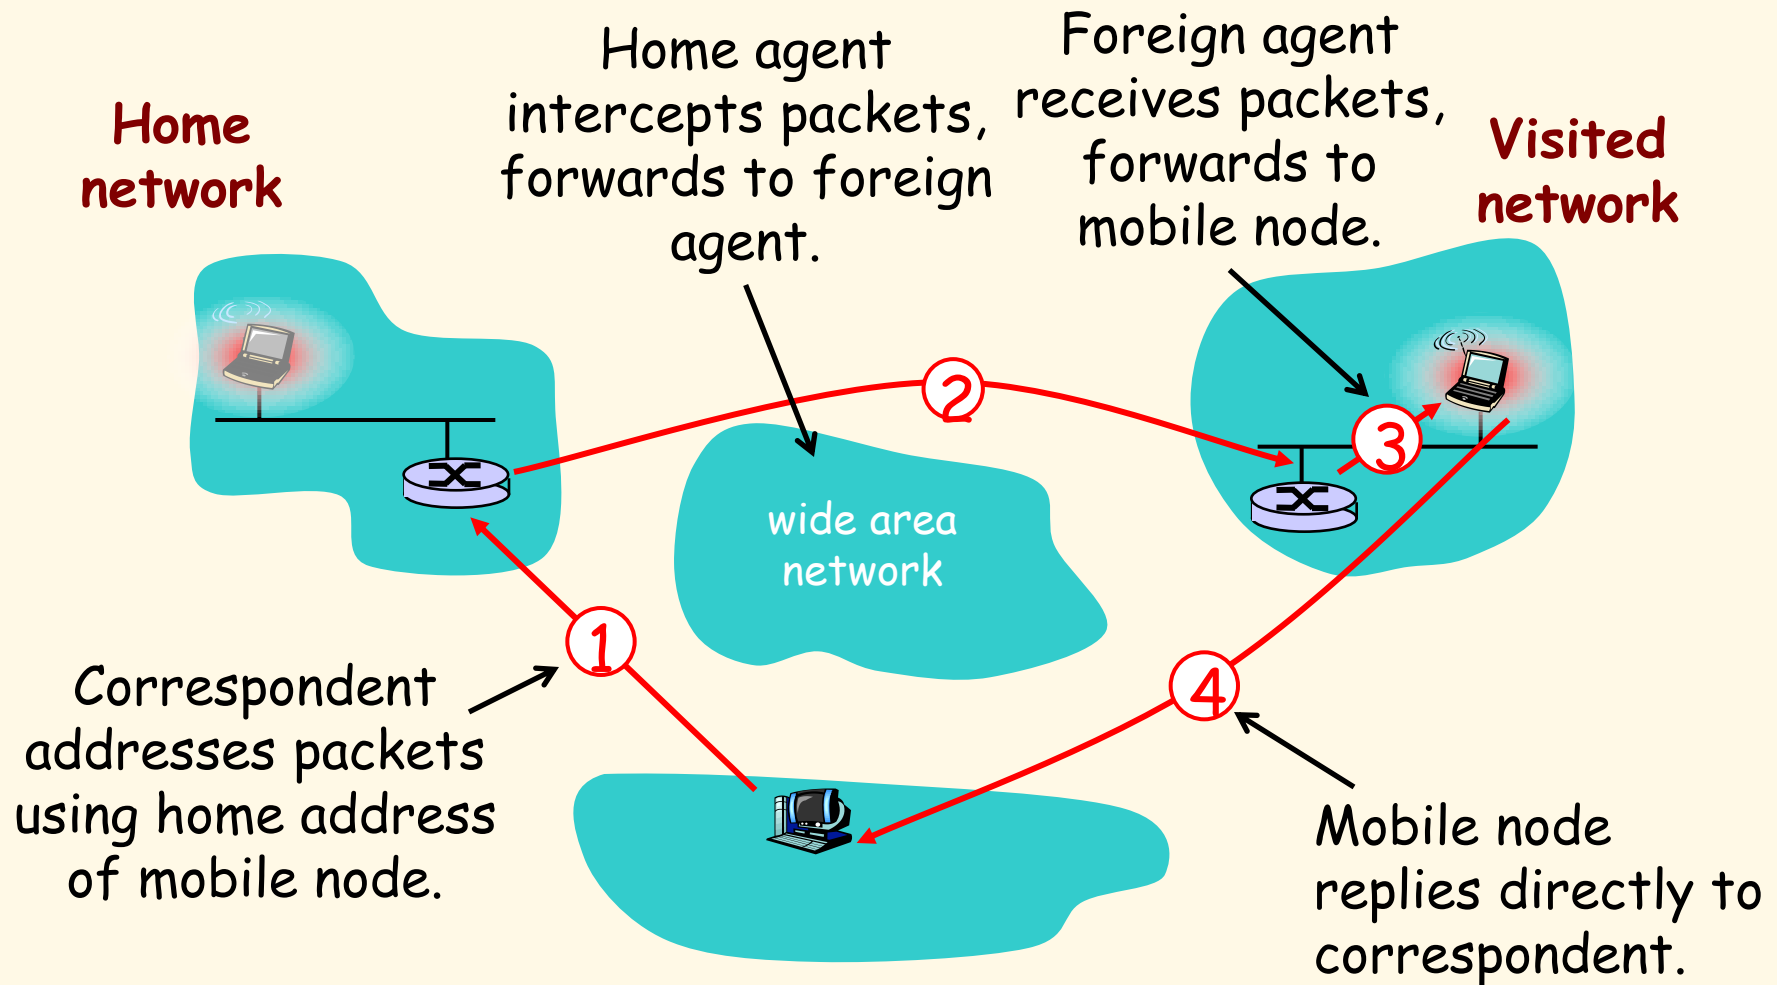 Home
network
Home agent
intercepts packets,
forwards to foreign
agent.
Foreign agent
receives packets,
forwards to
mobile node.
Visited
network
2
3
wide area
network
1
4
Correspondent
addresses packets
using home address
of mobile node.
Mobile node
replies directly to
correspondent.